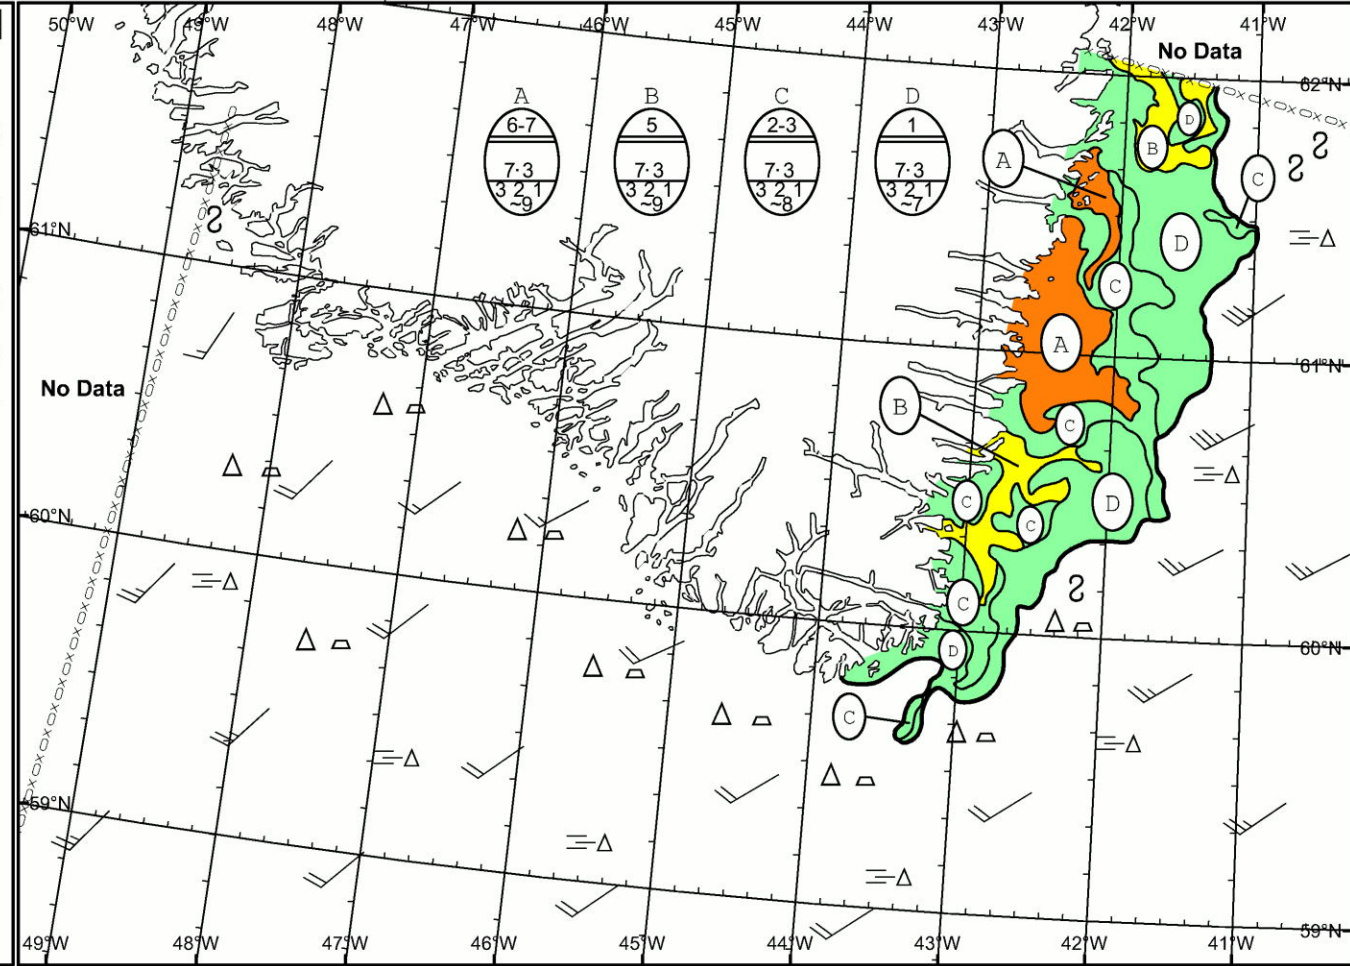 50°W 49°W 48°W 47°W 46°W 45°W 44°W 43°W 42°W 41°W
No Data
62°N
A B C D
6-7 5 2-3 1
7·3 7·3 7·3 7·3
3 2 1 3 2 1 3 2 1 3 2 1
~9 ~9 ~8 ~7
D
B
A
C
D
61°N
C
A
61°N
No Data
B
C
C
D
60°N
C
C
D
60°N
C
59°N
59°N
49°W 48°W 47°W 46°W 45°W 44°W 43°W 42°W 41°W